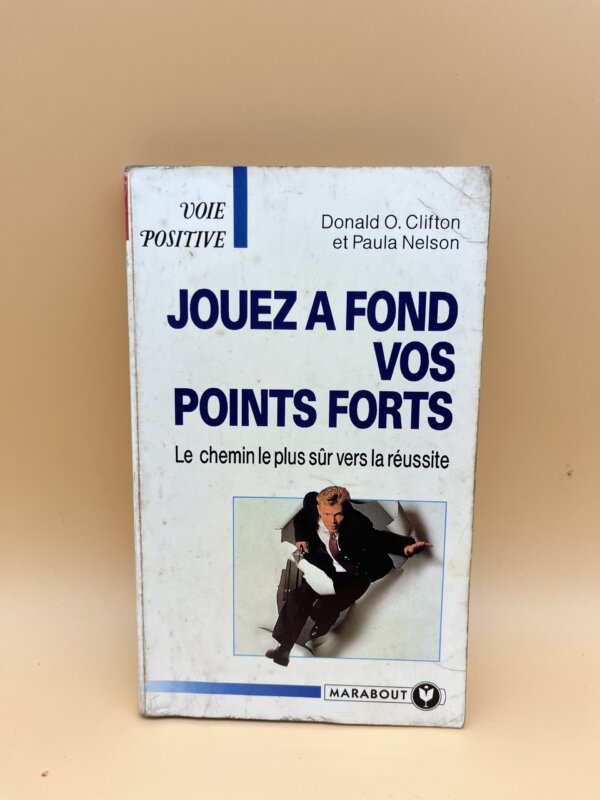 VOIE
POSITIVE
Donald O. Clifton
et Paula Nelson
JOUEZ A FOND
VOS
POINTS FORTS
Le chemin le plus sûr vers la réussite
MARABOUT